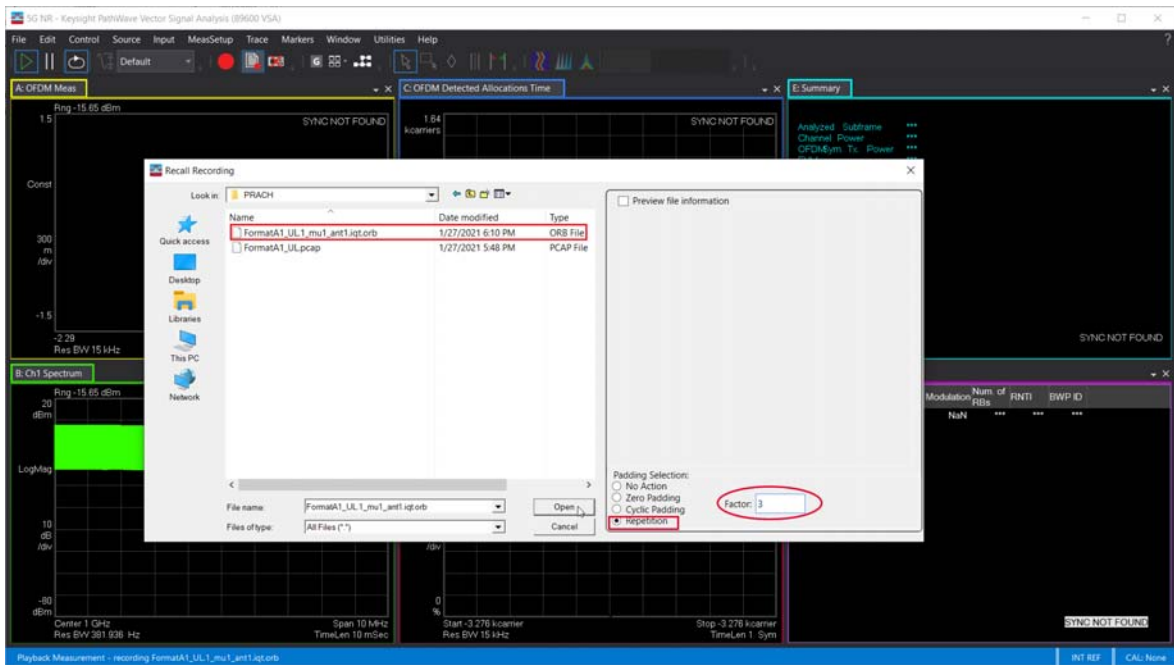 5G NR - Keysight PathWave Vector Signal Analysis (89600 VSA)
File Edit Control Source Input MeasSetup Trace Markers Window Utilities Help
Default
A: OFDM Meas
C: OFDM Detected Allocations Time
E: Summary
Rng -15.65 dBm
1.5
SYNC NOT FOUND
Const
300
m
/div
-1.5
-2.29
Res BW 15 kHz
1.64
kcarriers
SYNC NOT FOUND
Analyzed Subframe ***
Channel Power ***
OFDMSym. Tx. Power ***
SYNC NOT FOUND
Recall Recording
Look in: PRACH
Quick access
Desktop
Libraries
This PC
Network
Name Date modified Type
FormatA1_UL.1_mu1_ant1.iqt.orb 1/27/2021 6:10 PM ORB File
FormatA1_UL.pcap 1/27/2021 5:48 PM PCAP File
File name: FormatA1_UL.1_mu1_ant1.iqt.orb Open
Files of type: All Files (*.*) Cancel
Preview file information
Padding Selection:
No Action
Zero Padding
Cyclic Padding
Repetition
Factor: 3
B: Ch1 Spectrum
Rng -15.65 dBm
20
dBm
LogMag
10
dB
/div
-80
dBm
Center 1 GHz Span 10 MHz
Res BW 381.936 Hz TimeLen 10 mSec
/div
0
%
Start -3.276 kcarrier Stop -3.276 kcarrier
Res BW 15 kHz TimeLen 1 Sym
Modulation Num. of RBs RNTI BWP ID
NaN *** *** ***
SYNC NOT FOUND
Playback Measurement - recording FormatA1_UL.1_mu1_ant1.iqt.orb INT REF CAL: None